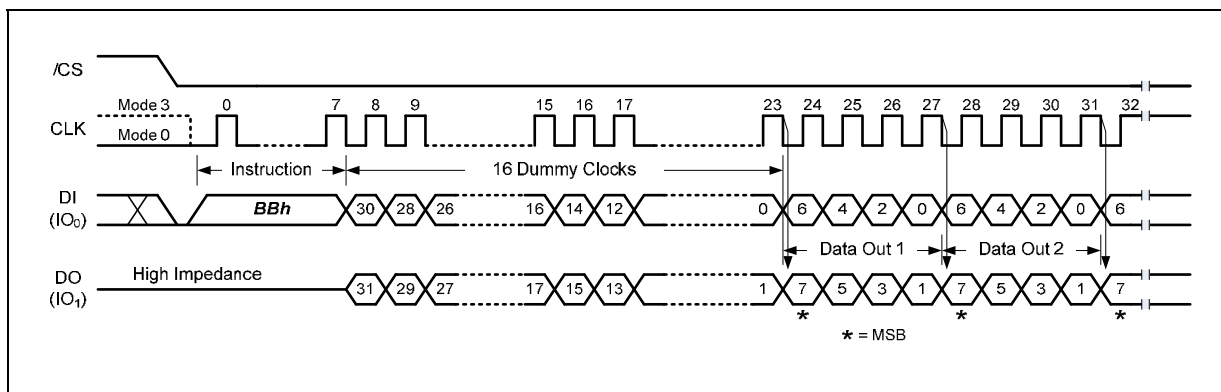 /CS
Mode 3 0 7 8 9 15 16 17 23 24 25 26 27 28 29 30 31 32
CLK
Mode 0
Instruction 16 Dummy Clocks
DI
(IO0) BBh 30 28 26 16 14 12 0 6 4 2 0 6 4 2 0 6
Data Out 1 Data Out 2
DO
(IO1) High Impedance 31 29 27 17 15 13 1 7 5 3 1 7 5 3 1 7
* * *
* = MSB